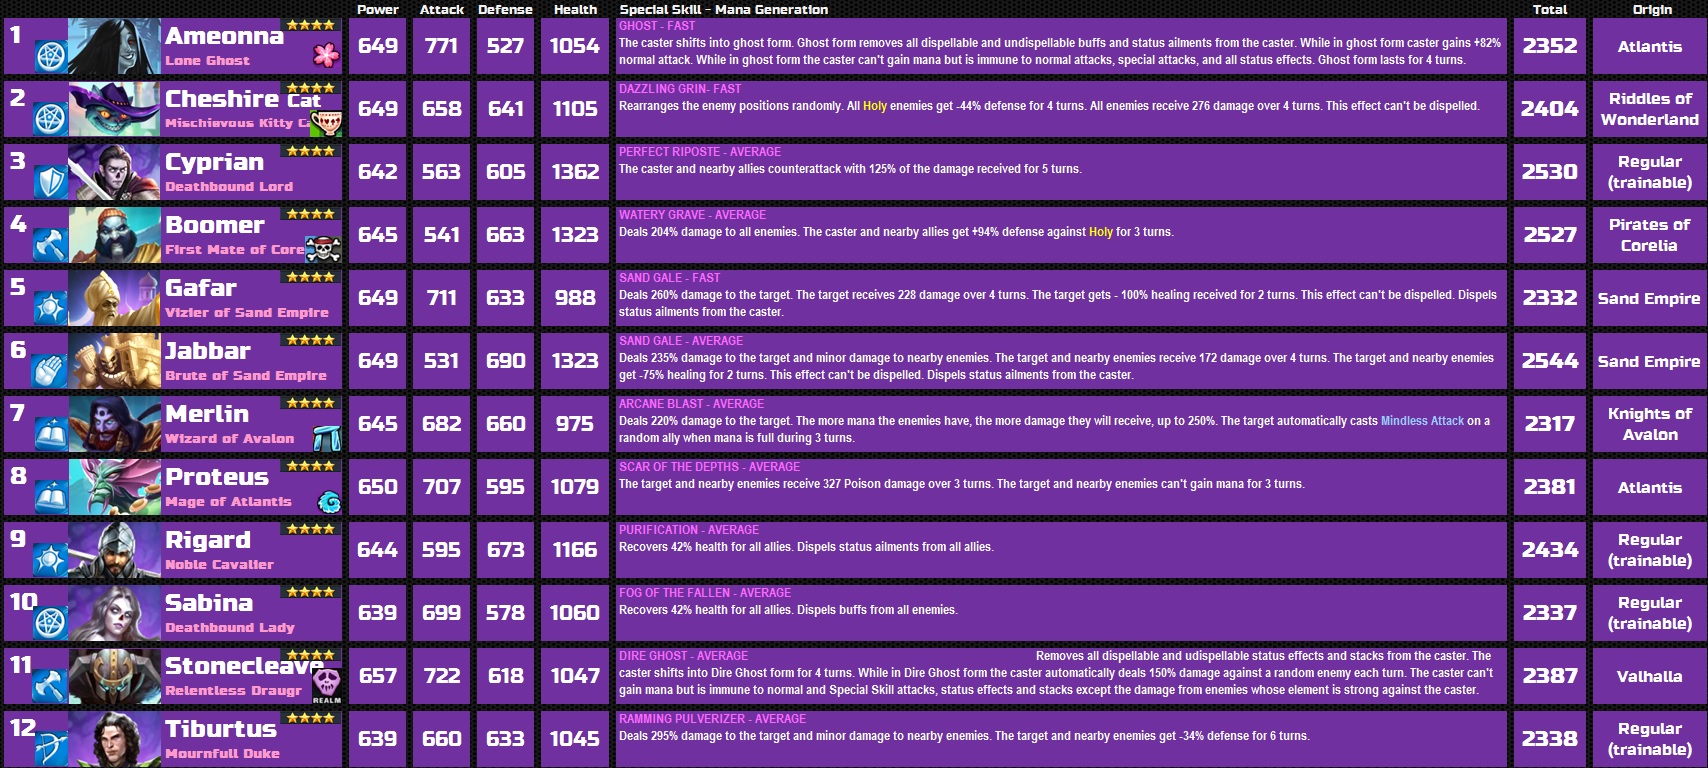 Power Attack Defense Health Special Skill - Mana Generation Total Origin
1 Ameonna Lone Ghost 649 771 527 1054 GHOST - FAST
The caster shifts into ghost form. Ghost form removes all dispellable and undispellable buffs and status ailments from the caster. While in ghost form caster gains +82%
normal attack. While in ghost form the caster can't gain mana but is immune to normal attacks, special attacks, and all status effects. Ghost form lasts for 4 turns.
2352 Atlantis
2 Cheshire Cat Mischievous Kitty 649 658 641 1105 DAZZLING GRIN- FAST
Rearranges the enemy positions randomly. All Holy enemies get -44% defense for 4 turns. All enemies receive 276 damage over 4 turns. This effect can't be dispelled.
2404 Riddles of
Wonderland
3 Cyprian Deathbound Lord 642 563 605 1362 PERFECT RIPOSTE - AVERAGE
The caster and nearby allies counterattack with 125% of the damage received for 5 turns.
2530 Regular
(trainable)
4 Boomer First Mate of Core 645 541 663 1323 WATERY GRAVE - AVERAGE
Deals 204% damage to all enemies. The caster and nearby allies get +94% defense against Holy for 3 turns.
2527 Pirates of
Corelia
5 Gafar Vizier of Sand Empire 649 711 633 988 SAND GALE - FAST
Deals 260% damage to the target. The target receives 228 damage over 4 turns. The target gets - 100% healing received for 2 turns. This effect can't be dispelled. Dispels
status ailments from the caster.
2332 Sand Empire
6 Jabbar Brute of Sand Empire 649 531 690 1323 SAND GALE - AVERAGE
Deals 235% damage to the target and minor damage to nearby enemies. The target and nearby enemies receive 172 damage over 4 turns. The target and nearby enemies
get -75% healing for 2 turns. This effect can't be dispelled. Dispels status ailments from the caster.
2544 Sand Empire
7 Merlin Wizard of Avalon 645 682 660 975 ARCANE BLAST - AVERAGE
Deals 220% damage to the target. The more mana the enemies have, the more damage they will receive, up to 250%. The target automatically casts Mindless Attack on a
random ally when mana is full during 3 turns.
2317 Knights of
Avalon
8 Proteus Mage of Atlantis 650 707 595 1079 SCAR OF THE DEPTHS - AVERAGE
The target and nearby enemies receive 327 Poison damage over 3 turns. The target and nearby enemies can't gain mana for 3 turns.
2381 Atlantis
9 Rigard Noble Cavalier 644 595 673 1166 PURIFICATION - AVERAGE
Recovers 42% health for all allies. Dispels status ailments from all allies.
2434 Regular
(trainable)
10 Sabina Deathbound Lady 639 699 578 1060 FOG OF THE FALLEN - AVERAGE
Recovers 42% health for all allies. Dispels buffs from all enemies.
2337 Regular
(trainable)
11 Stonecleave Relentless Draugr REALM 657 722 618 1047 DIRE GHOST - AVERAGE Removes all dispellable and udispellable status effects and stacks from the caster. The
caster shifts into Dire Ghost form for 4 turns. While in Dire Ghost form the caster automatically deals 150% damage against a random enemy each turn. The caster can't
gain mana but is immune to normal and Special Skill attacks, status effects and stacks except the damage from enemies whose element is strong against the caster.
2387 Valhalla
12 Tiburtus Mournfull Duke 639 660 633 1045 RAMMING PULVERIZER - AVERAGE
Deals 295% damage to the target and minor damage to nearby enemies. The target and nearby enemies get -34% defense for 6 turns.
2338 Regular
(trainable)